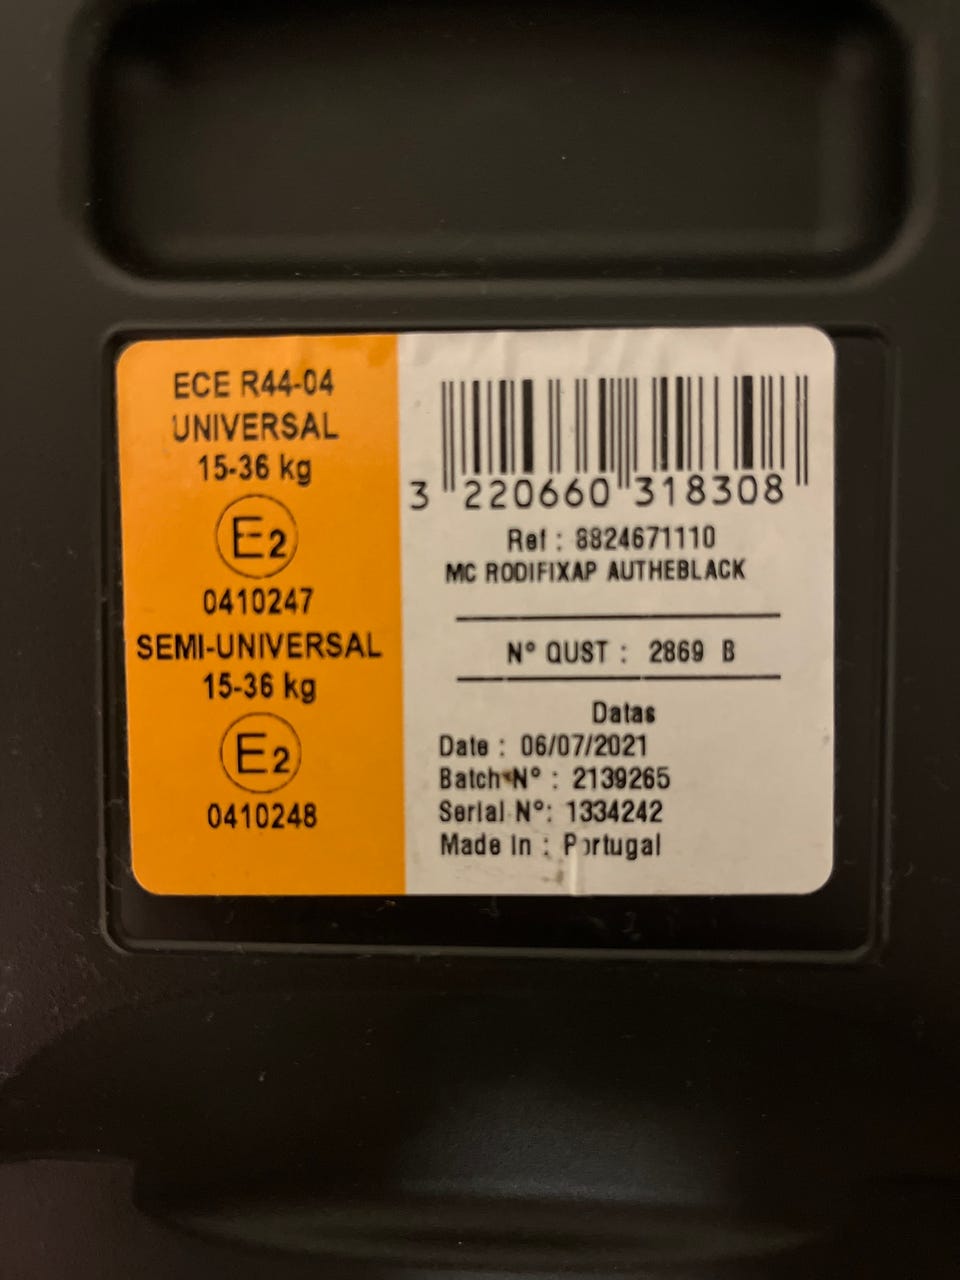 ECE R44-04
UNIVERSAL
15-36 kg
E2
0410247
SEMI-UNIVERSAL
15-36 kg
E2
0410248
3 220660 318308
Ref : 8824671110
MC RODIFIXAP AUTHEBLACK
N° QUST : 2869 B
Datas
Date : 06/07/2021
Batch N° : 2139265
Serial N°: 1334242
Made In : Portugal